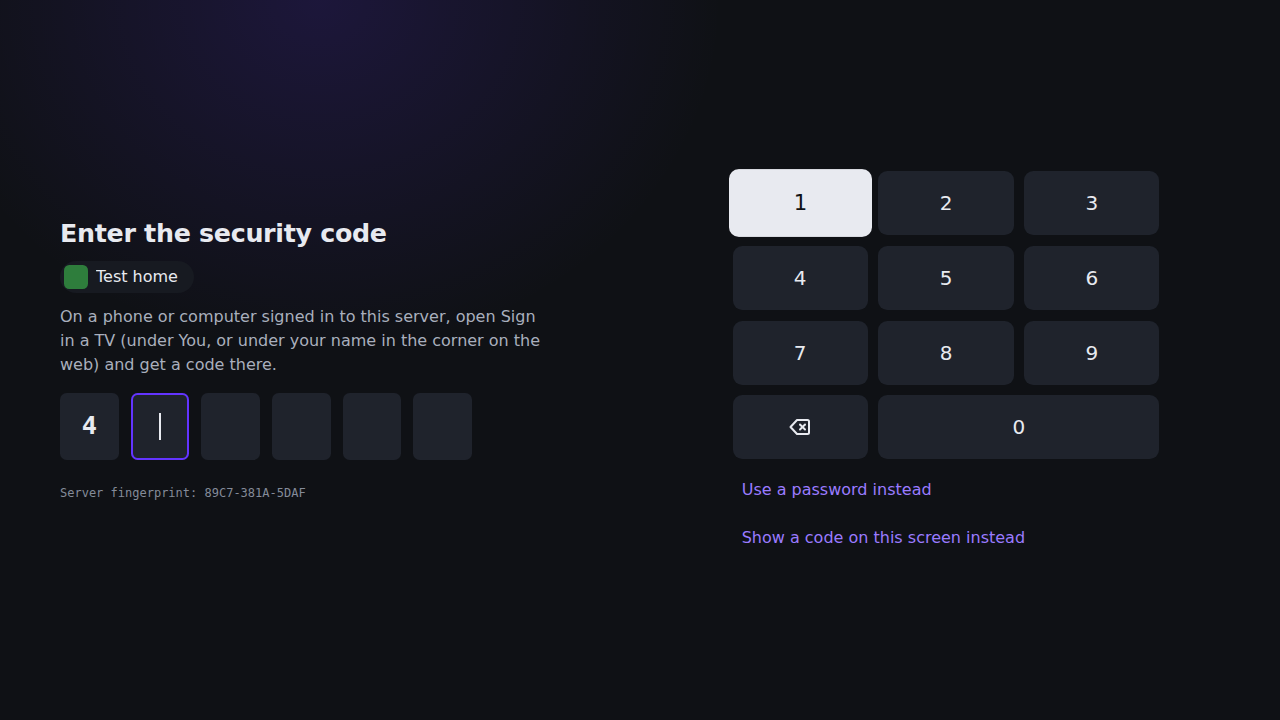 Enter the security code
Test home
On a phone or computer signed in to this server, open Sign
in a TV (under You, or under your name in the corner on the
web) and get a code there.
4
Server fingerprint: 89C7-381A-5DAF
1 2 3
4 5 6
7 8 9
0
Use a password instead
Show a code on this screen instead